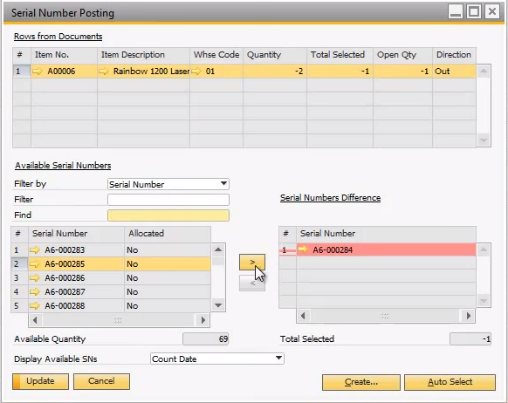 Serial Number Posting
Rows from Documents
# Item No. Item Description Whse Code Quantity Total Selected Open Qty Direction
1 A00006 Rainbow 1200 Laser 01 -2 -1 -1 Out
Available Serial Numbers
Filter by Serial Number
Filter
Find
# Serial Number Allocated
1 A6-000283 No
2 A6-000285 No
3 A6-000286 No
4 A6-000287 No
5 A6-000288 No
>
<
Serial Numbers Difference
# Serial Number
1 A6-000284
Available Quantity 69
Total Selected -1
Display Available SNs Count Date
Update Cancel Create... Auto Select